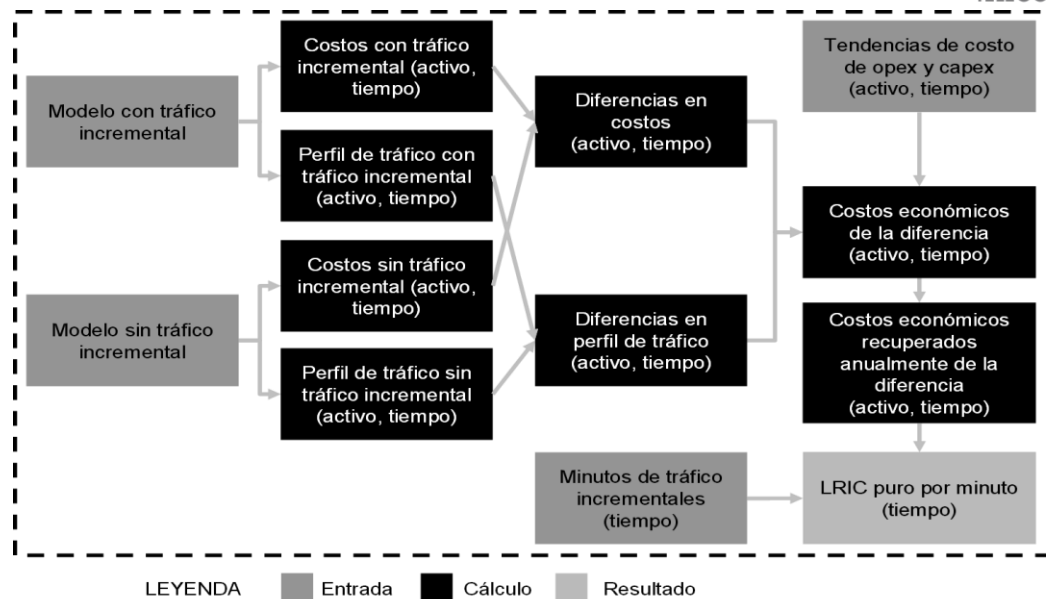 Costos con tráfico
incremental (activo,
tiempo)
Tendencias de costo
de opex y capex
(activo, tiempo)
Modelo con tráfico
incremental
Diferencias en
costos
(activo, tiempo)
Perfil de tráfico con
tráfico incremental
(activo, tiempo)
Costos económicos
de la diferencia
(activo, tiempo)
Costos sin tráfico
incremental (activo,
tiempo)
Modelo sin tráfico
incremental
Diferencias en
perfil de tráfico
(activo, tiempo)
Costos económicos
recuperados
anualmente de la
diferencia
(activo, tiempo)
Perfil de tráfico sin
tráfico incremental
(activo, tiempo)
Minutos de tráfico
incrementales
(tiempo)
LRIC puro por minuto
(tiempo)
LEYENDA Entrada Cálculo Resultado